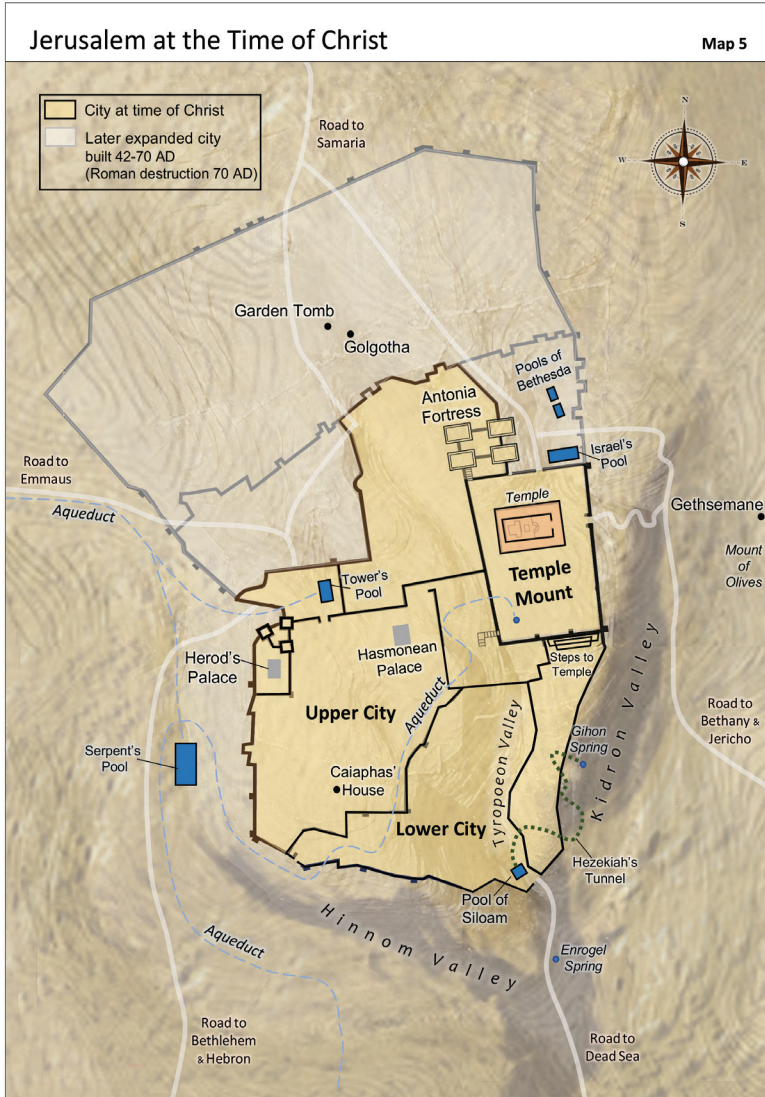 Jerusalem at the Time of Christ
Map 5
City at time of Christ
Later expanded city
built 42-70 AD
(Roman destruction 70 AD)
N
W
E
S
Road to
Samaria
Garden Tomb
Golgotha
Pools of
Bethesda
Antonia
Fortress
Israel's
Pool
Road to
Emmaus
Aqueduct
Temple
Gethsemane
Mount
of
Olives
Temple
Mount
Tower's
Pool
Hasmonean
Palace
Herod's
Palace
Steps to
Temple
Kidron Valley
Upper City
Aqueduct
Tyropoeon Valley
Road to
Bethany &
Jericho
Gihon
Spring
Serpent's
Pool
Caiaphas'
House
Lower City
Hezekiah's
Tunnel
Pool of
Siloam
Hinnom Valley
Aqueduct
Enrogel
Spring
Road to
Bethlehem
& Hebron
Road to
Dead Sea